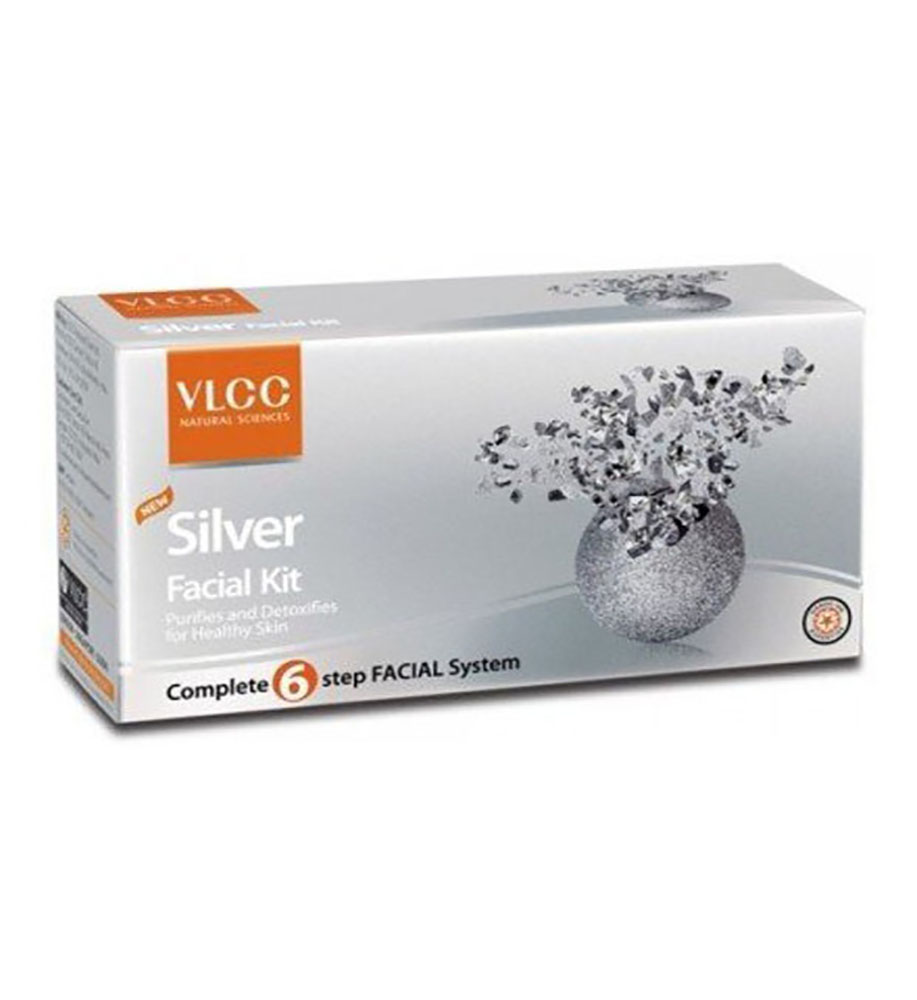 VLCC
Silver Facial Kit
VLCC
NATURAL SCIENCES
NEW
Silver
Facial Kit
Purifies and Detoxifies
for Healthy Skin
Complete 6 step FACIAL System